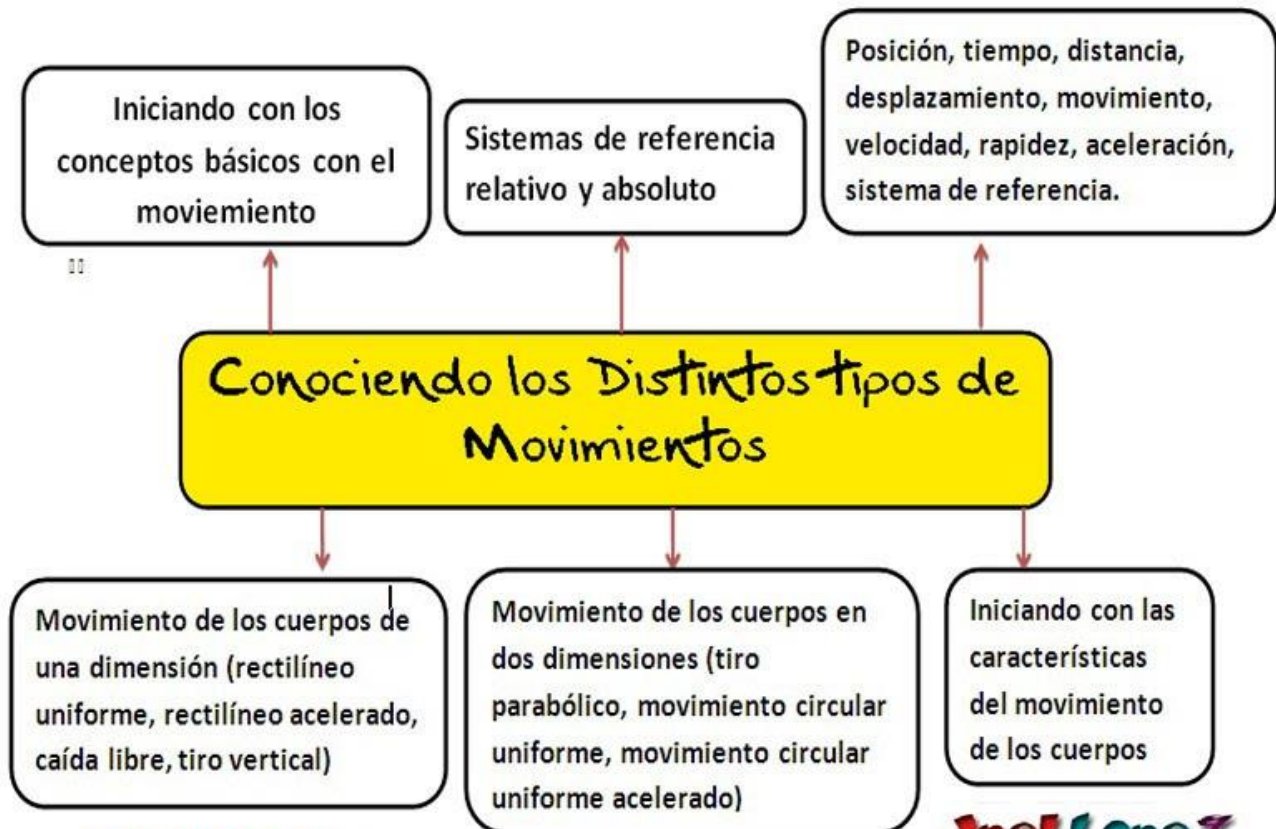 Iniciando con los
conceptos básicos con el
moviemiento
Sistemas de referencia
relativo y absoluto
Posición, tiempo, distancia,
desplazamiento, movimiento,
velocidad, rapidez, aceleración,
sistema de referencia.
Conociendo los Distintos tipos de
Movimientos
Movimiento de los cuerpos de
una dimensión (rectilíneo
uniforme, rectilíneo acelerado,
caída libre, tiro vertical)
Movimiento de los cuerpos en
dos dimensiones (tiro
parabólico, movimiento circular
uniforme, movimiento circular
uniforme acelerado)
Iniciando con las
características
del movimiento
de los cuerpos